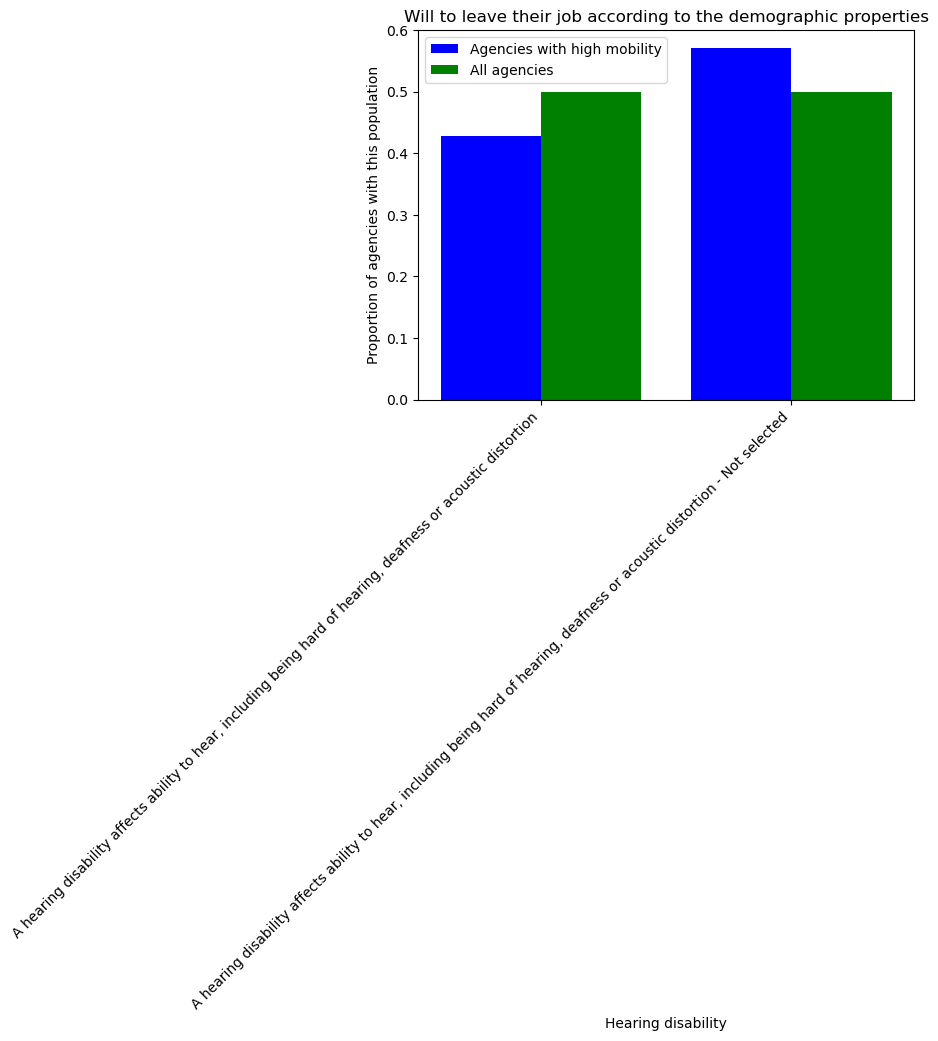 Will to leave their job according to the demographic properties
Agencies with high mobility
All agencies
Proportion of agencies with this population
0.6
0.5
0.4
0.3
0.2
0.1
0.0
A hearing disability affects ability to hear, including being hard of hearing, deafness or acoustic distortion
A hearing disability affects ability to hear, including being hard of hearing, deafness or acoustic distortion - Not selected
Hearing disability